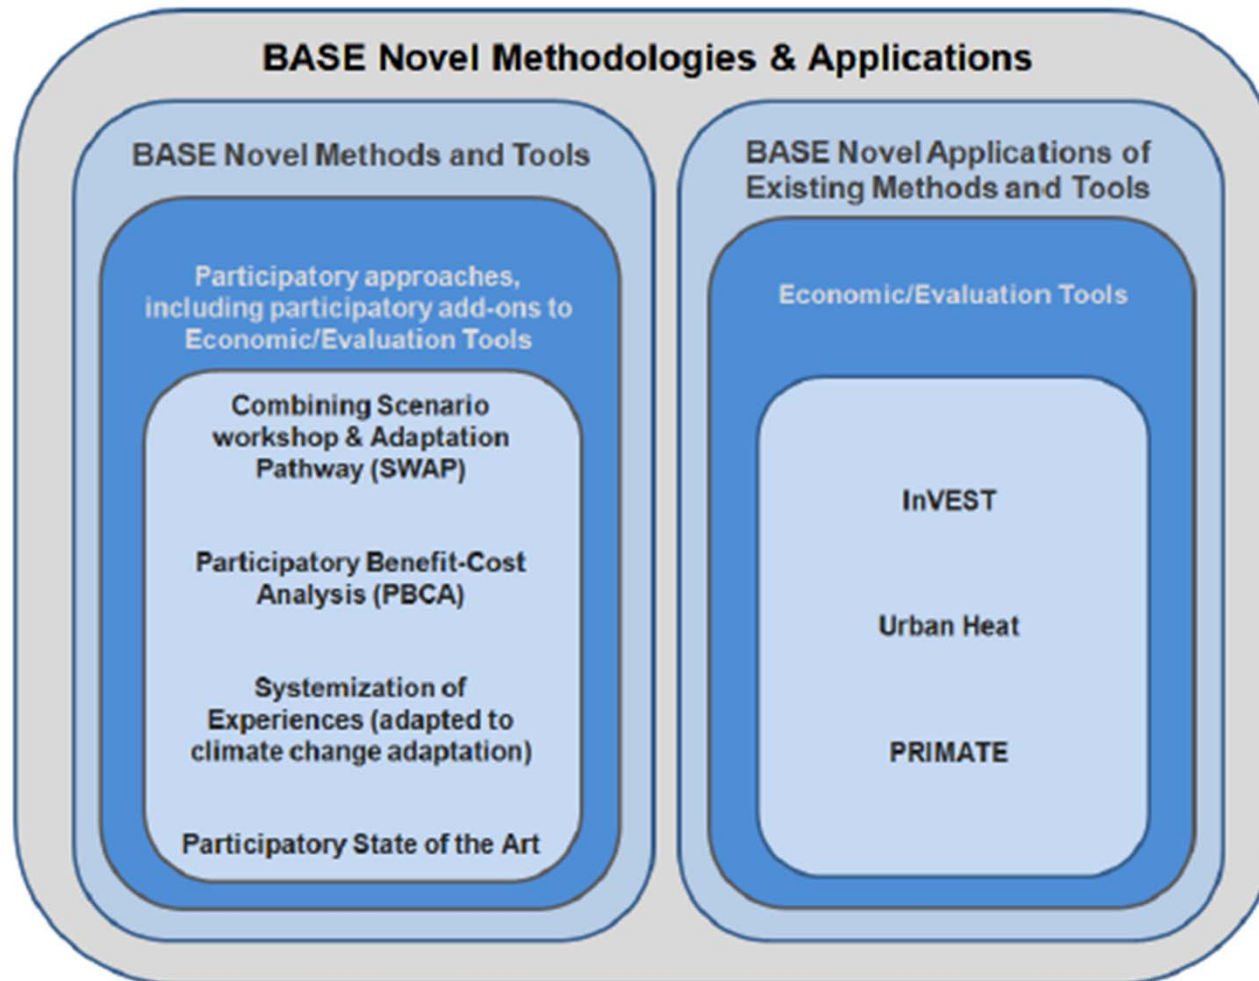 BASE Novel Methodologies & Applications
BASE Novel Methods and Tools
Participatory approaches,
including participatory add-ons to
Economic/Evaluation Tools
Combining Scenario
workshop & Adaptation
Pathway (SWAP)
Participatory Benefit-Cost
Analysis (PBCA)
Systemization of
Experiences (adapted to
climate change adaptation)
Participatory State of the Art
BASE Novel Applications of
Existing Methods and Tools
Economic/Evaluation Tools
InVEST
Urban Heat
PRIMATE